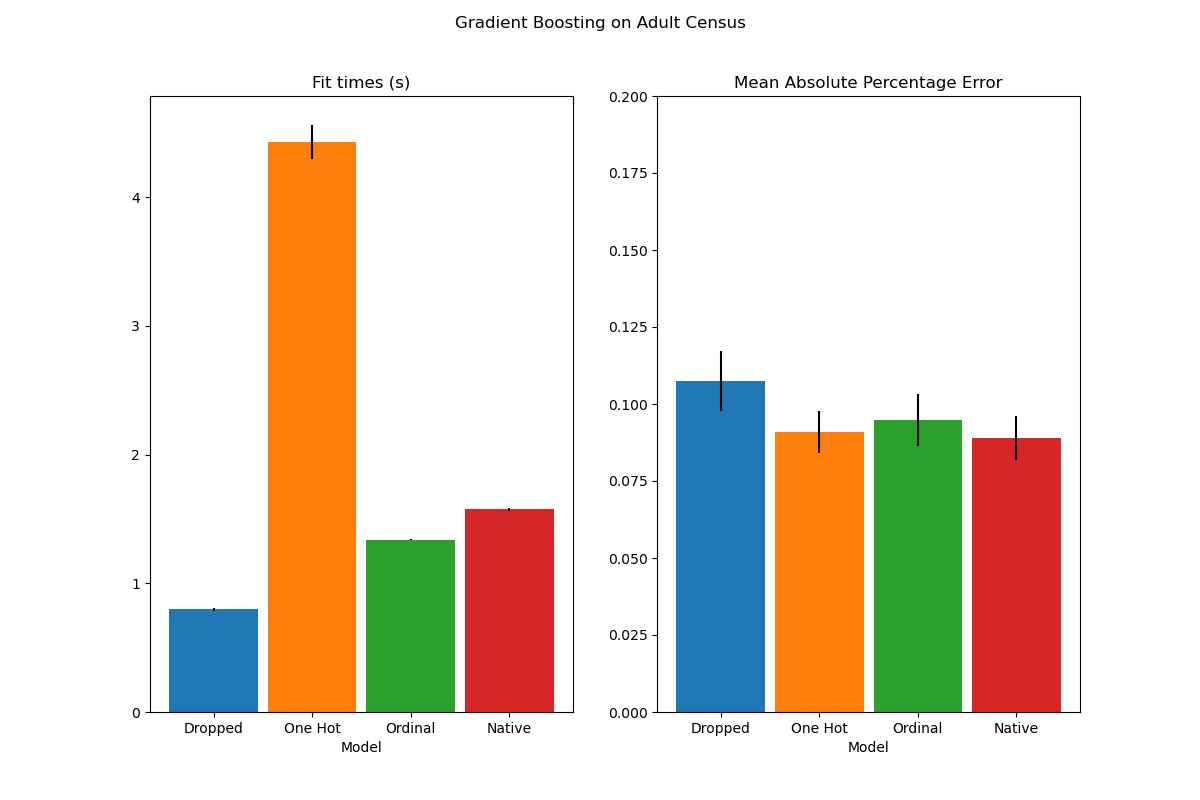 Gradient Boosting on Adult Census
Fit times (s)
4
3
2
1
0
Dropped One Hot Ordinal Native
Model
Mean Absolute Percentage Error
0.200
0.175
0.150
0.125
0.100
0.075
0.050
0.025
0.000
Dropped One Hot Ordinal Native
Model